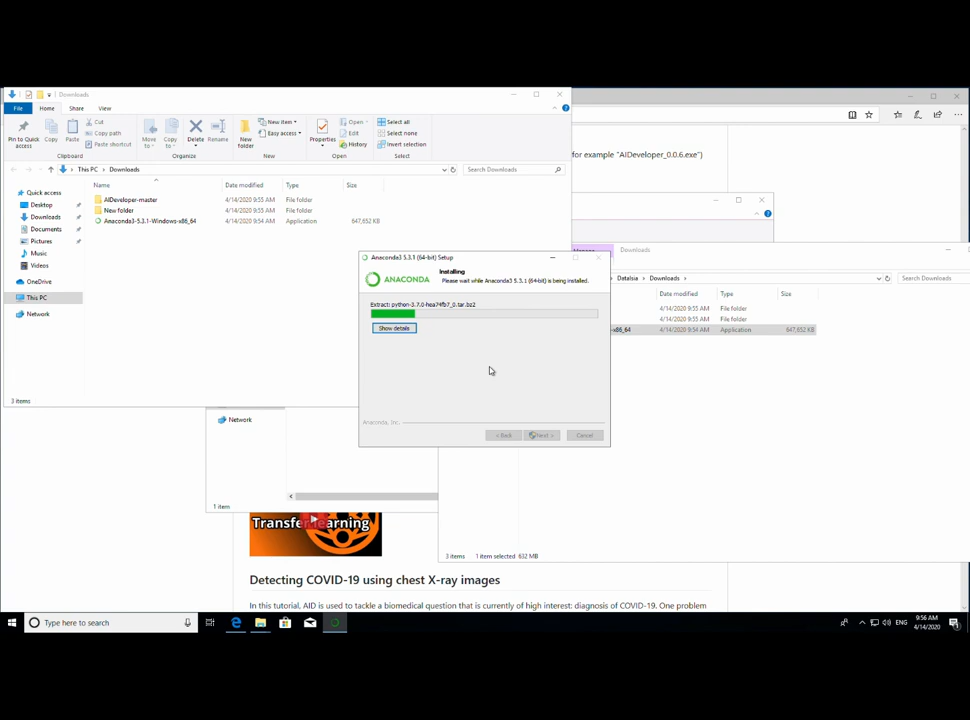 Downloads
File Home Share View
Pin to Quick access
Copy
Paste
Cut
Copy path
Paste shortcut
Clipboard
Move to
Copy to
Delete
Rename
Organize
New folder
New item
Easy access
New
Properties
Open
Edit
History
Open
Select all
Select none
Invert selection
Select
This PC > Downloads
Search Downloads
Name Date modified Type Size
AIDeveloper-master 4/14/2020 9:55 AM File folder
New folder 4/14/2020 9:55 AM File folder
Anaconda3-5.3.1-Windows-x86_64 4/14/2020 9:54 AM Application 647,652 KB
Quick access
Desktop
Downloads
Documents
Pictures
Music
Videos
OneDrive
This PC
Network
3 items
for example "AIDeveloper_0.0.6.exe")
Downloads
Datalsia > Downloads >
Search Downloads
Date modified Type Size
4/14/2020 9:55 AM File folder
4/14/2020 9:55 AM File folder
x86_64 4/14/2020 9:54 AM Application 647,652 KB
3 items 1 item selected 632 MB
Anaconda3 5.3.1 (64-bit) Setup
ANACONDA
Installing
Please wait while Anaconda3 5.3.1 (64-bit) is being installed.
Extract: python-3.7.0-hea74fb7_0.tar.bz2
Show details
Anaconda, Inc.
< Back Next > Cancel
Network
1 item
Transfer learning
Detecting COVID-19 using chest X-ray images
In this tutorial, AID is used to tackle a biomedical question that is currently of high interest: diagnosis of COVID-19. One problem
Type here to search
ENG
9:56 AM
4/14/2020